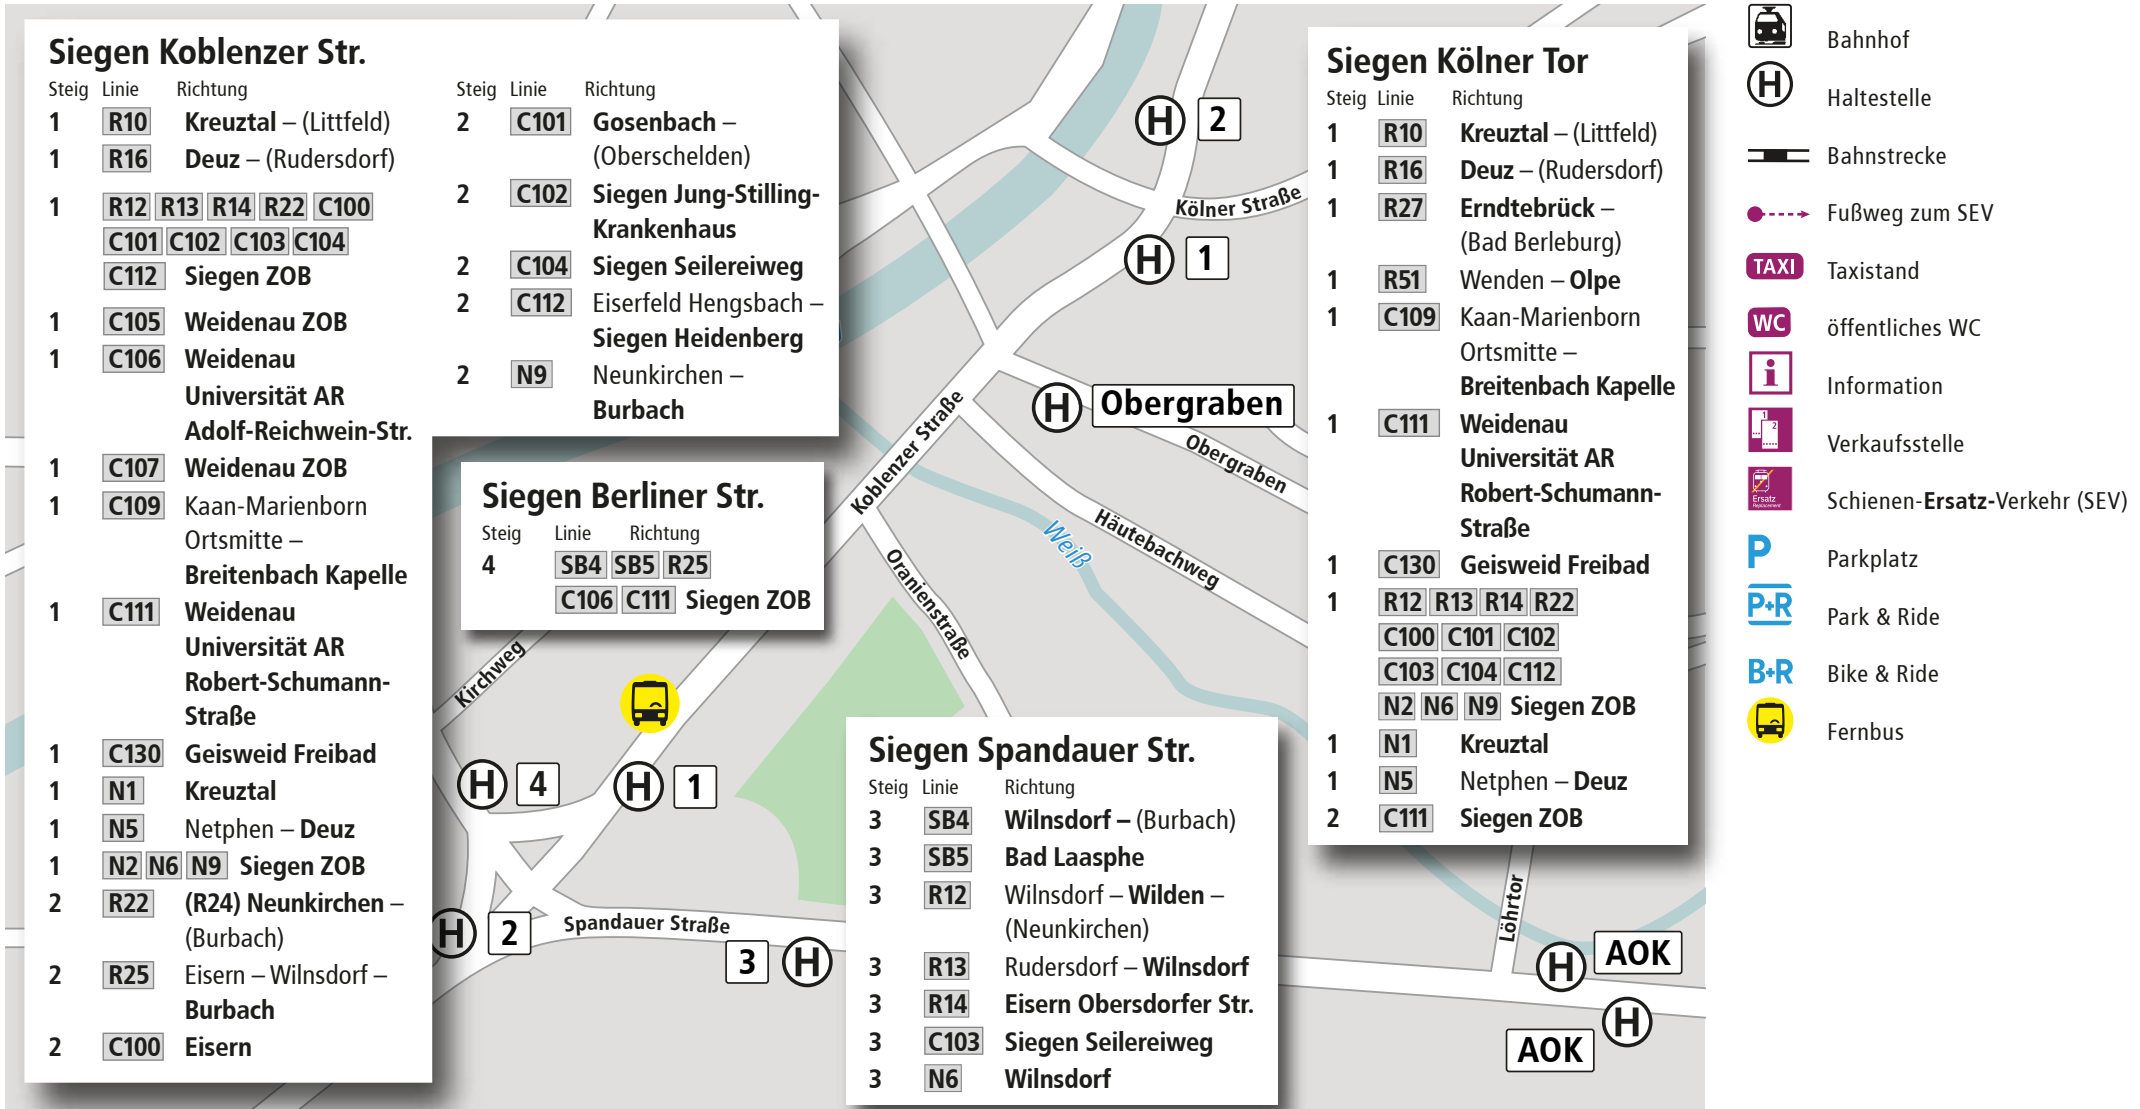 Siegen Koblenzer Str.
Steig Linie Richtung
1 R10 Kreuztal – (Littfeld)
1 R16 Deuz – (Rudersdorf)
1 R12 R13 R14 R22 C100
C101 C102 C103 C104
C112 Siegen ZOB
1 C105 Weidenau ZOB
1 C106 Weidenau
Universität AR
Adolf-Reichwein-Str.
1 C107 Weidenau ZOB
1 C109 Kaan-Marienborn
Ortsmitte –
Breitenbach Kapelle
1 C111 Weidenau
Universität AR
Robert-Schumann-
Straße
1 C130 Geisweid Freibad
1 N1 Kreuztal
1 N5 Netphen – Deuz
1 N2 N6 N9 Siegen ZOB
2 R22 (R24) Neunkirchen –
(Burbach)
2 R25 Eisern – Wilnsdorf –
Burbach
2 C100 Eisern
Steig Linie Richtung
2 C101 Gosenbach –
(Oberschelden)
2 C102 Siegen Jung-Stilling-
Krankenhaus
2 C104 Siegen Seilereiweg
2 C112 Eiserfeld Hengsbach –
Siegen Heidenberg
2 N9 Neunkirchen –
Burbach
Siegen Berliner Str.
Steig Linie Richtung
4 SB4 SB5 R25
C106 C111 Siegen ZOB
Siegen Spandauer Str.
Steig Linie Richtung
3 SB4 Wilnsdorf – (Burbach)
3 SB5 Bad Laasphe
3 R12 Wilnsdorf – Wilden –
(Neunkirchen)
3 R13 Rudersdorf – Wilnsdorf
3 R14 Eisern Obersdorfer Str.
3 C103 Siegen Seilereiweg
3 N6 Wilnsdorf
Siegen Kölner Tor
Steig Linie Richtung
1 R10 Kreuztal – (Littfeld)
1 R16 Deuz – (Rudersdorf)
1 R27 Erndtebrück –
(Bad Berleburg)
1 R51 Wenden – Olpe
1 C109 Kaan-Marienborn
Ortsmitte –
Breitenbach Kapelle
1 C111 Weidenau
Universität AR
Robert-Schumann-
Straße
1 C130 Geisweid Freibad
1 R12 R13 R14 R22
C100 C101 C102
C103 C104 C112
N2 N6 N9 Siegen ZOB
1 N1 Kreuztal
1 N5 Netphen – Deuz
2 C111 Siegen ZOB
H 2
Kölner Straße
H 1
H Obergraben
Obergraben
Koblenzer Straße
Häutebachweg
Weiß
Oranienstraße
Kirchweg
H 4
H 1
H 2
Spandauer Straße
3 H
Löhrtor
H AOK
H
AOK
Bahnhof
H Haltestelle
Bahnstrecke
Fußweg zum SEV
TAXI Taxistand
WC öffentliches WC
i Information
1 2 Verkaufsstelle
Ersatz Replacement Schienen-Ersatz-Verkehr (SEV)
P Parkplatz
P+R Park & Ride
B+R Bike & Ride
Fernbus